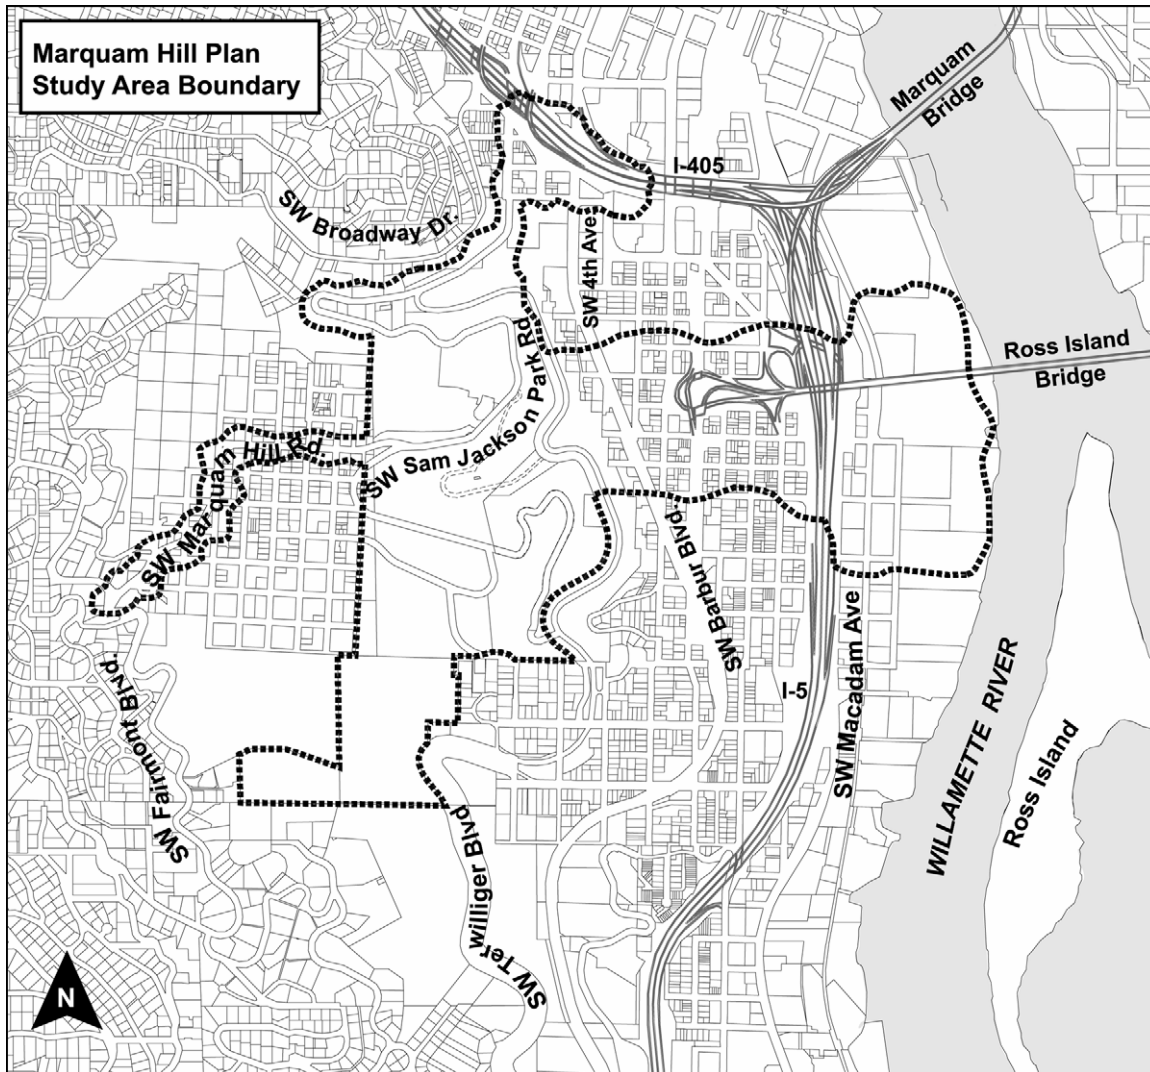 Marquam Hill Plan
Study Area Boundary
Marquam
Bridge
I-405
SW Broadway Dr.
SW 4th Ave
Ross Island
Bridge
SW Sam Jackson Park Rd
SW Marquam Hill Rd.
SW Barbur Blvd.
SW Macadam Ave
I-5
SW Fairmont Blvd.
WILLAMETTE RIVER
Ross Island
SW Terwilliger Blvd.
N